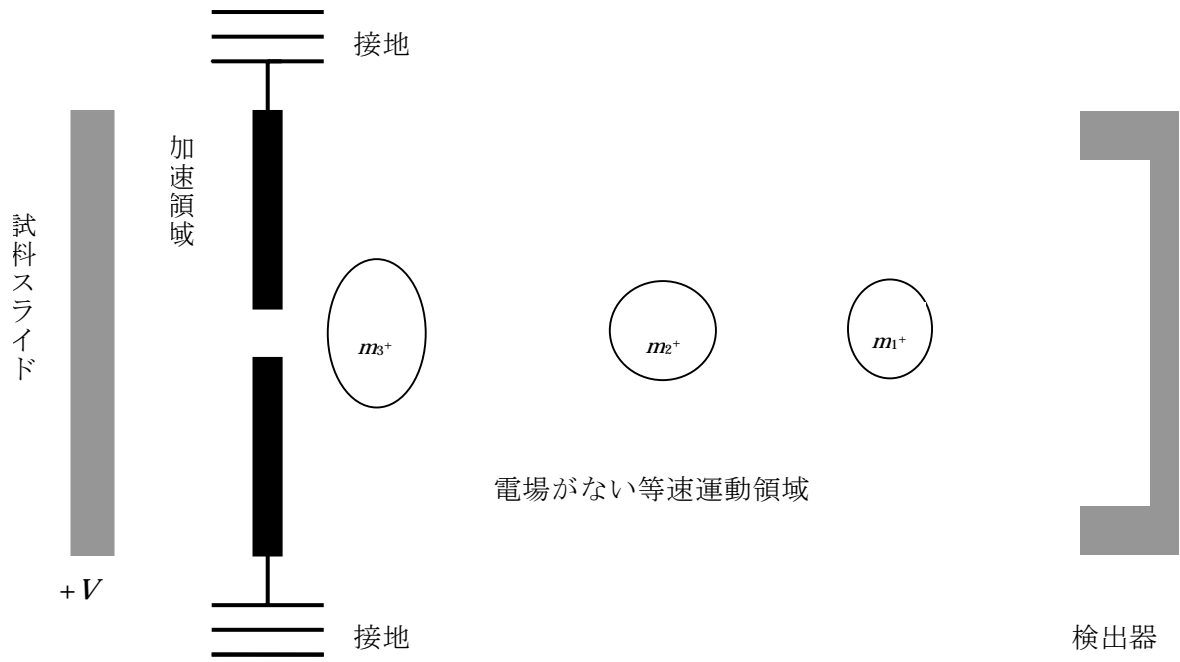 接地
加速領域
試料スライド
m₃⁺
m₂⁺
m₁⁺
電場がない等速運動領域
+V
接地
検出器